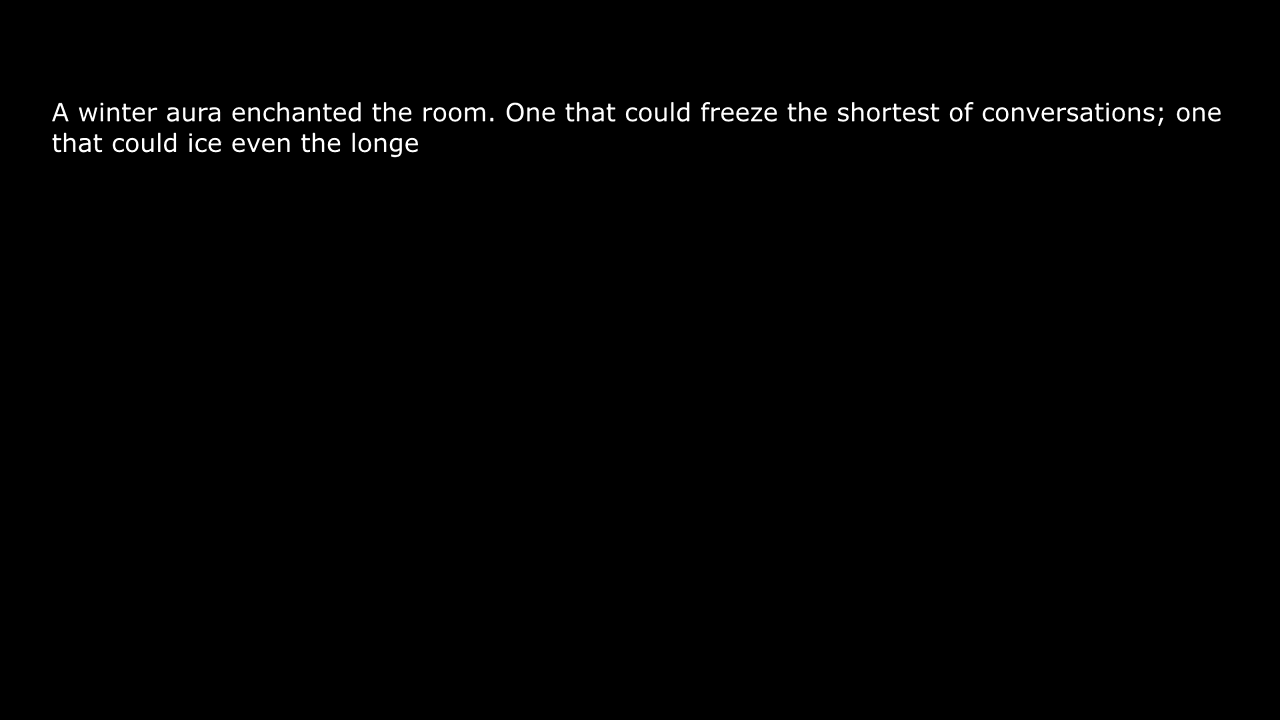 A winter aura enchanted the room. One that could freeze the shortest of conversations; one
that could ice even the longe